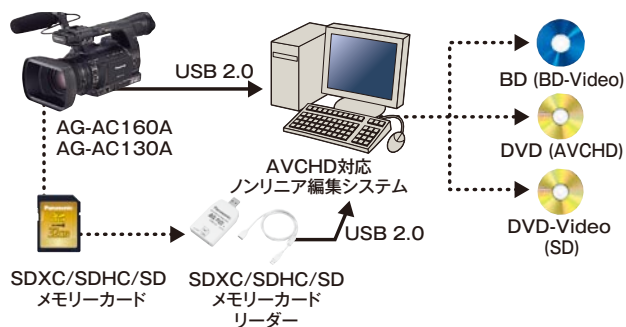 USB 2.0
AG-AC160A
AG-AC130A
AVCHD対応
ノンリニア編集システム
BD (BD-Video)
DVD (AVCHD)
DVD-Video
(SD)
USB 2.0
Panasonic
SDXC/SDHC/SD
メモリーカード
SDXC/SDHC/SD
メモリーカード
リーダー